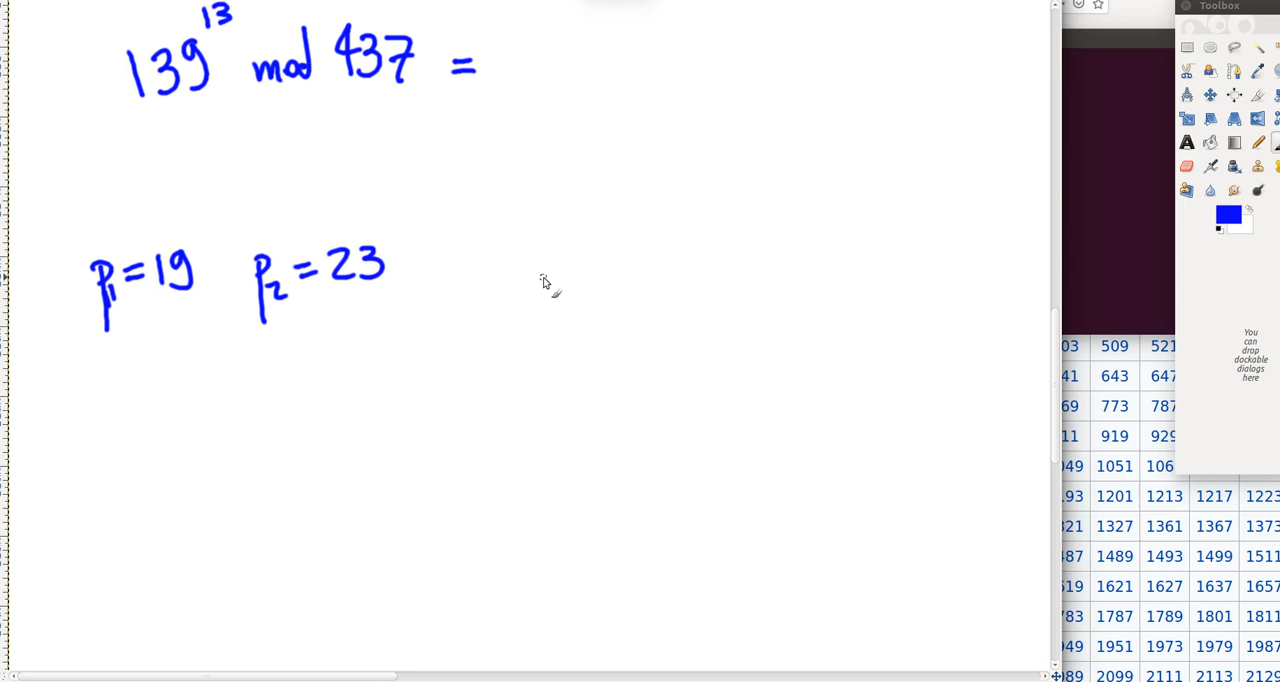 139^13 mod 437 =
p1 = 19 p2 = 23
Toolbox
You
can
drop
dockable
dialogs
here
03 509 521
41 643 647
69 773 787
11 919 929
049 1051 106
193 1201 1213 1217 1223
321 1327 1361 1367 1373
487 1489 1493 1499 1511
619 1621 1627 1637 1657
783 1787 1789 1801 1811
949 1951 1973 1979 1987
089 2099 2111 2113 2129